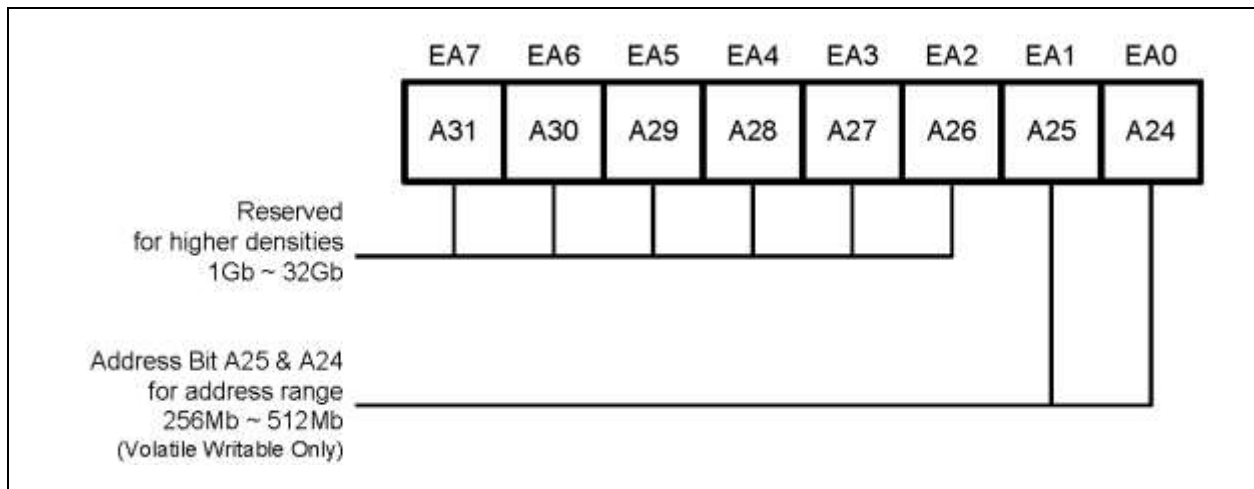 EA7 EA6 EA5 EA4 EA3 EA2 EA1 EA0
A31 A30 A29 A28 A27 A26 A25 A24
Reserved
for higher densities
1Gb ~ 32Gb
Address Bit A25 & A24
for address range
256Mb ~ 512Mb
(Volatile Writable Only)